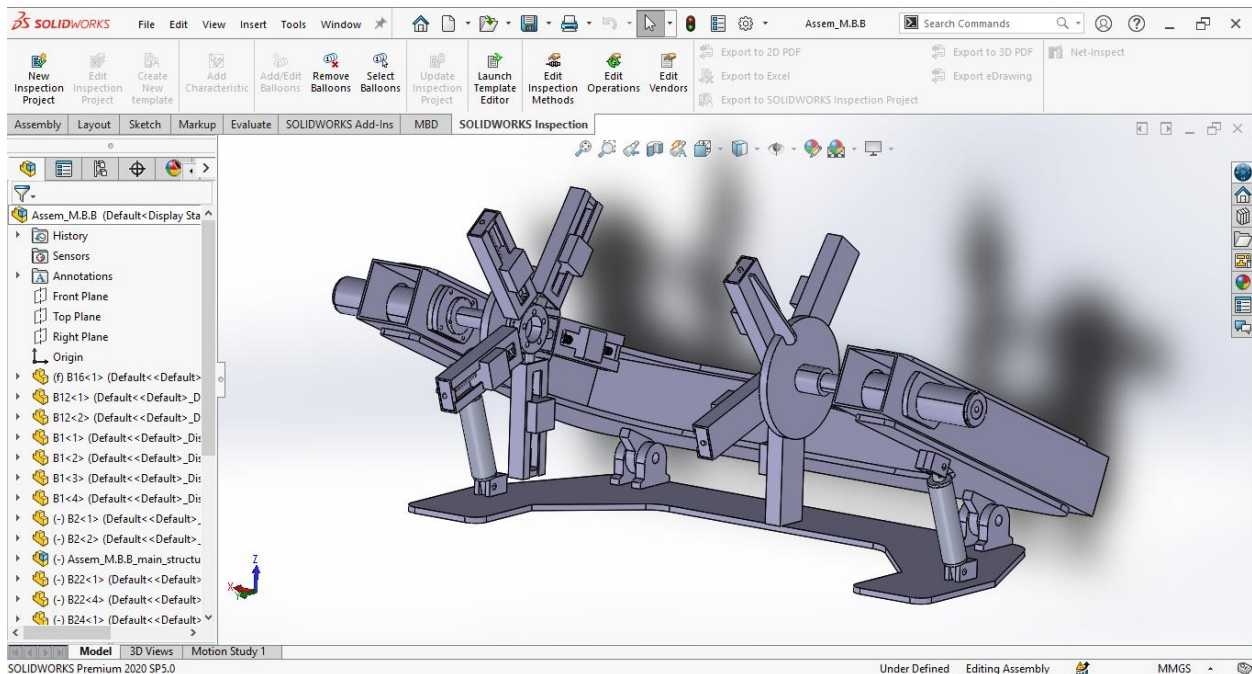 SOLIDWORKS File Edit View Insert Tools Window Assem_M.B.B Search Commands
New Inspection Project
Edit Inspection Project
Create New template
Add Characteristic
Add/Edit Balloons
Remove Balloons
Select Balloons
Update Inspection Project
Launch Template Editor
Edit Inspection Methods
Edit Operations
Edit Vendors
Export to 2D PDF
Export to Excel
Export to SOLIDWORKS Inspection Project
Export to 3D PDF
Export eDrawing
Net-Inspect
Assembly Layout Sketch Markup Evaluate SOLIDWORKS Add-Ins MBD SOLIDWORKS Inspection
Assem_M.B.B (Default<Display Sta
History
Sensors
Annotations
Front Plane
Top Plane
Right Plane
Origin
(f) B16<1> (Default<<Default>
B12<1> (Default<<Default>_D
B12<2> (Default<<Default>_D
B1<1> (Default<<Default>_Dis
B1<2> (Default<<Default>_Dis
B1<3> (Default<<Default>_Dis
B1<4> (Default<<Default>_Dis
(-) B2<1> (Default<<Default>_
(-) B2<2> (Default<<Default>_
(-) Assem_M.B.B_main_structu
(-) B22<1> (Default<<Default>
(-) B22<4> (Default<<Default>
(-) B24<1> (Default<<Default>
Z
X
Y
Model 3D Views Motion Study 1
SOLIDWORKS Premium 2020 SP5.0 Under Defined Editing Assembly MMGS